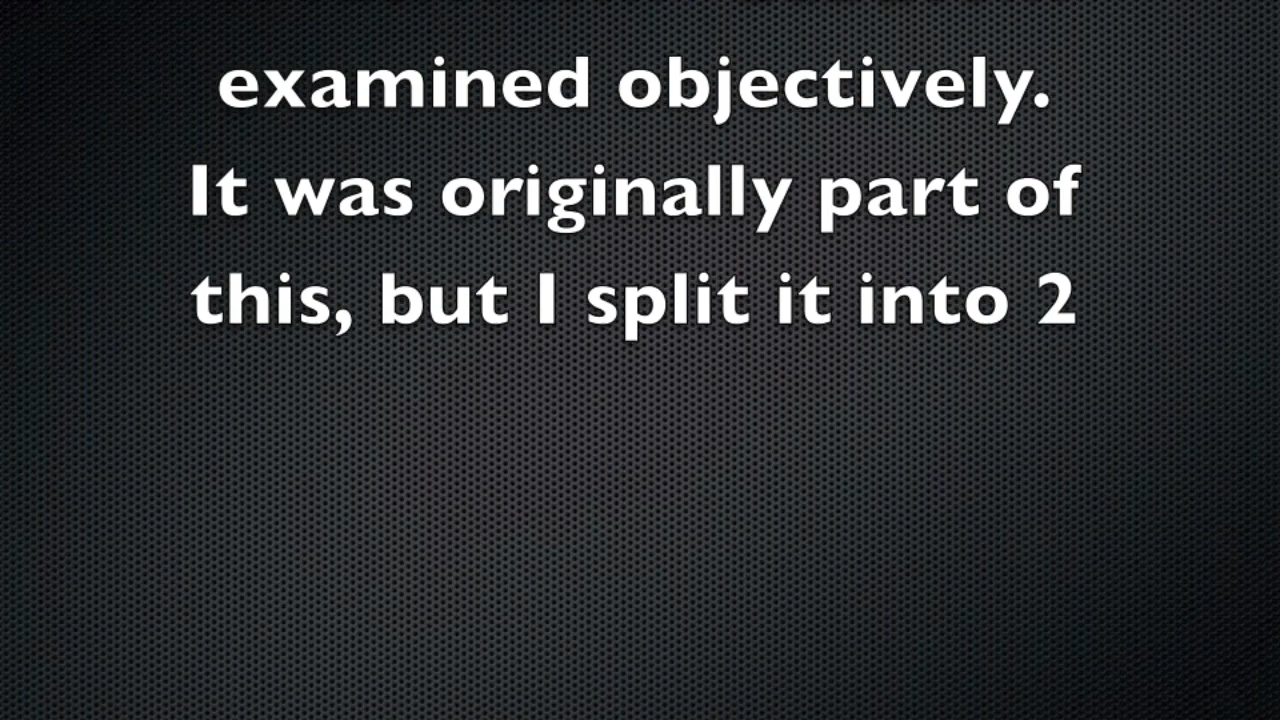 examined objectively.
It was originally part of
this, but I split it into 2